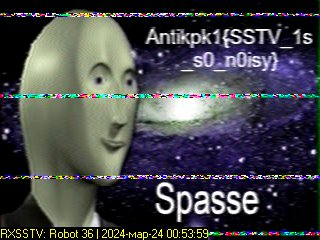 Antikpk1{SSTV_1s
_s0_n0isy}
Spasse
RXSSTV: Robot 36 | 2024-мар-24 00:53:59